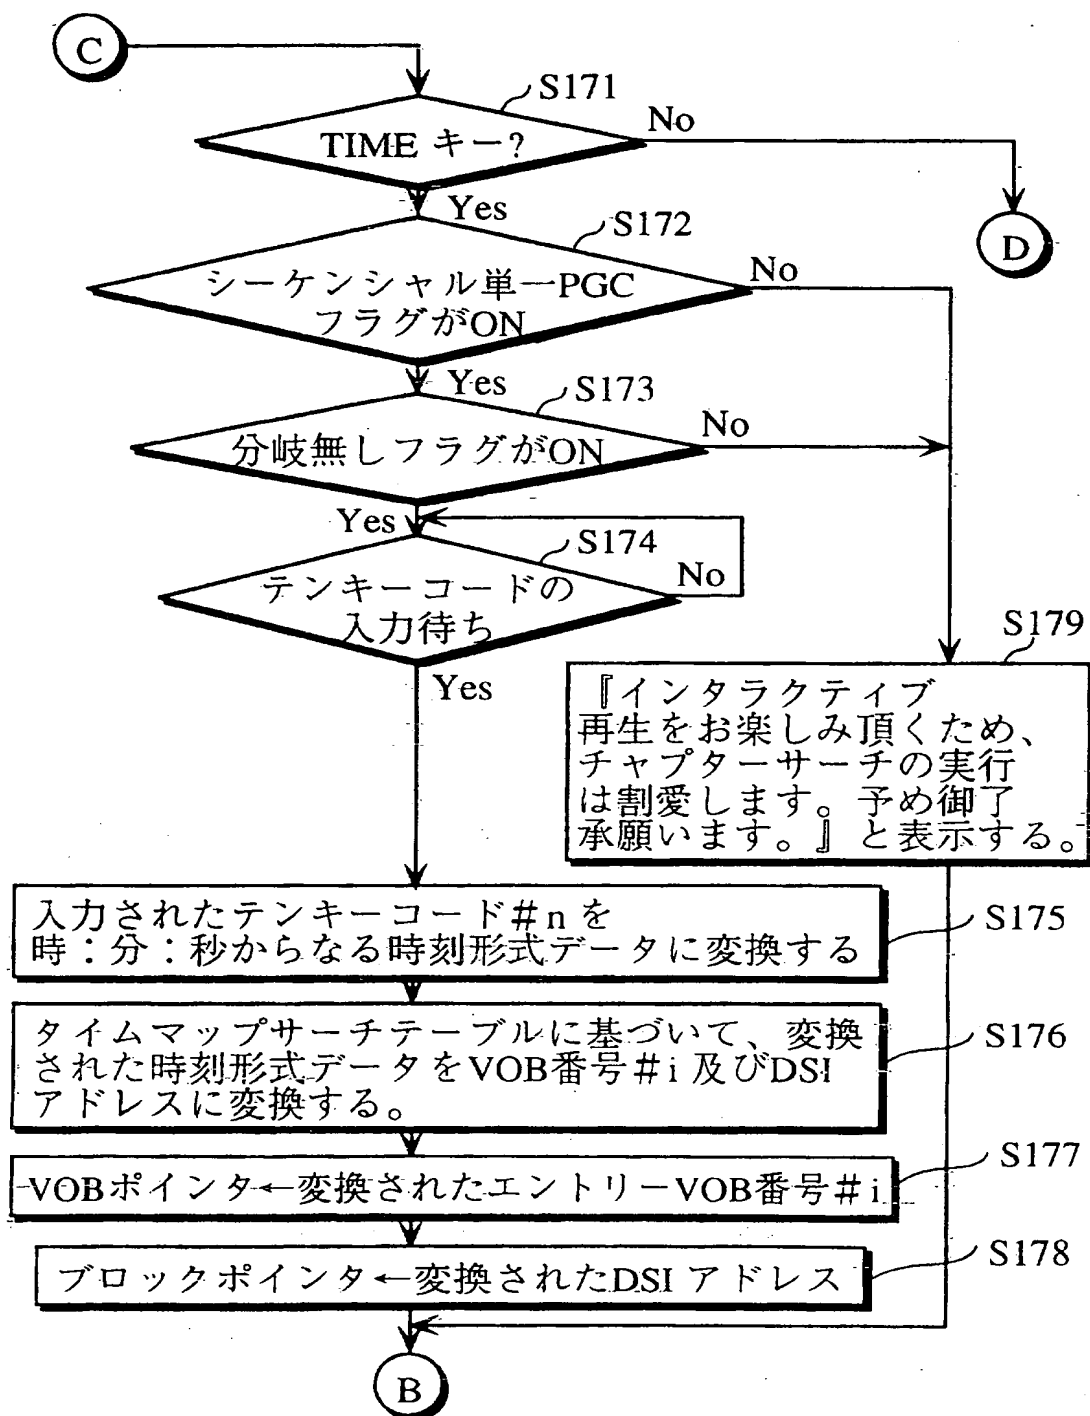 C
S171
TIME キー?
No
Yes
D
S172
シーケンシャル単一PGC
フラグがON
No
Yes
S173
分岐無しフラグがON
No
Yes
S174
テンキーコードの
入力待ち
No
Yes
S179
『インタラクティブ
再生をお楽しみ頂くため、
チャプターサーチの実行
は割愛します。予め御了
承願います。』と表示する。
入力されたテンキーコード#nを
時:分:秒からなる時刻形式データに変換する
S175
タイムマップサーチテーブルに基づいて、変換
された時刻形式データをVOB番号#i 及びDSI
アドレスに変換する。
S176
VOBポインタ←変換されたエントリーVOB番号#i
S177
ブロックポインタ←変換されたDSI アドレス
S178
B